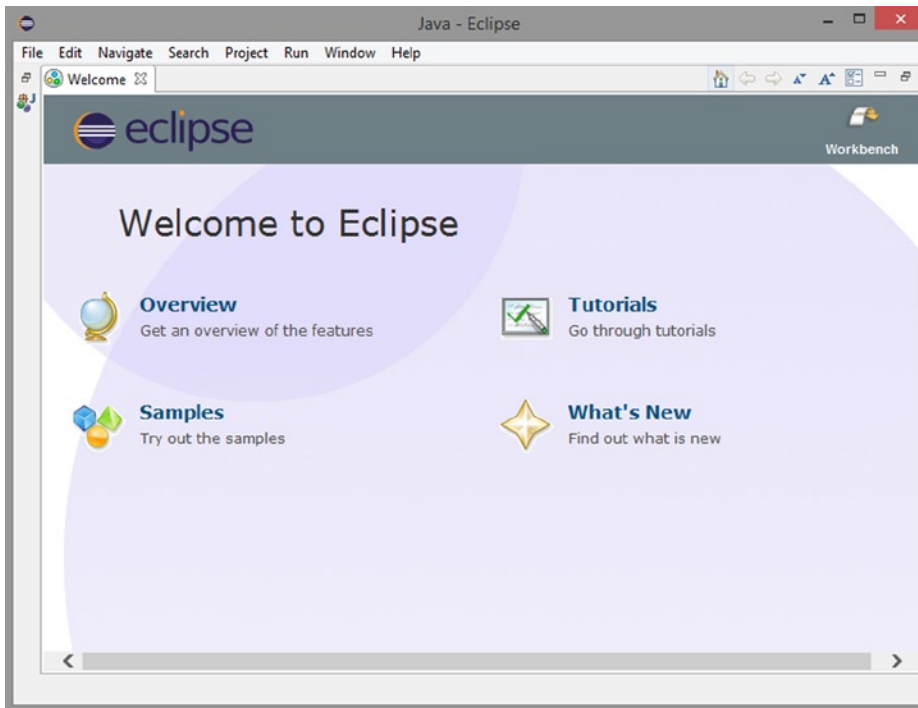 Java - Eclipse
File Edit Navigate Search Project Run Window Help
Welcome
eclipse
Workbench
Welcome to Eclipse
Overview
Get an overview of the features
Tutorials
Go through tutorials
Samples
Try out the samples
What's New
Find out what is new